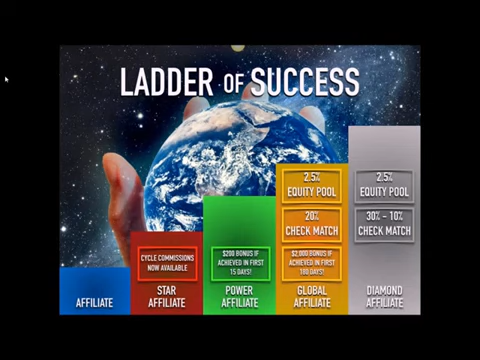 LADDER OF SUCCESS
2.5%
EQUITY POOL
20%
CHECK MATCH
$2,000 BONUS IF
ACHIEVED IN FIRST
180 DAYS!
2.5%
EQUITY POOL
30% - 10%
CHECK MATCH
CYCLE COMMISSIONS
NOW AVAILABLE
$200 BONUS IF
ACHIEVED IN FIRST
15 DAYS!
AFFILIATE
STAR
AFFILIATE
POWER
AFFILIATE
GLOBAL
AFFILIATE
DIAMOND
AFFILIATE